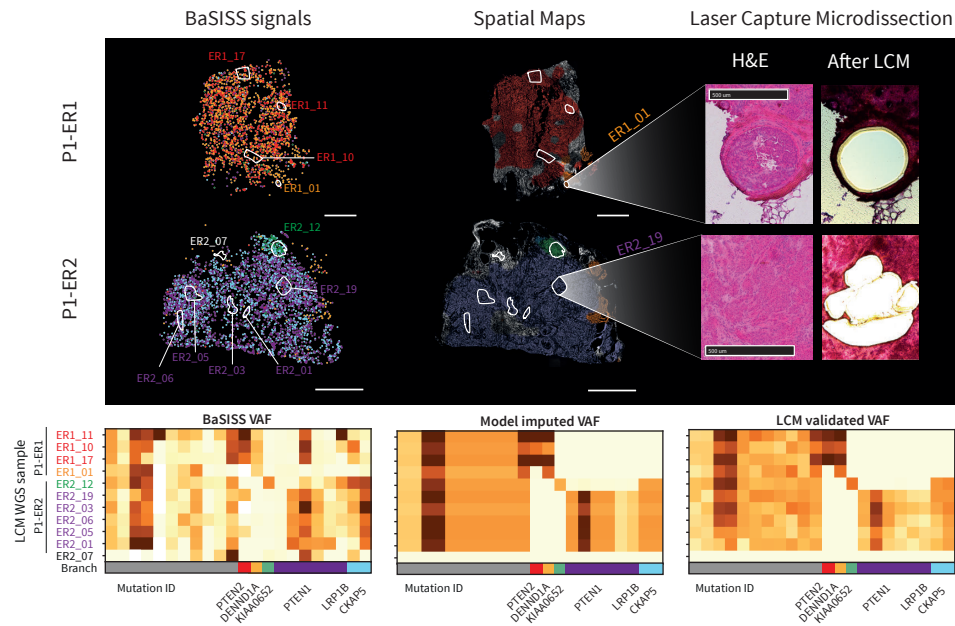 BaSISS signals
Spatial Maps
Laser Capture Microdissection
P1-ER1
ER1_17
ER1_11
ER1_10
ER1_01
ER1_01
H&E
After LCM
500 um
P1-ER2
ER2_12
ER2_07
ER2_19
ER2_05
ER2_03
ER2_01
ER2_06
ER2_19
500 um
BaSISS VAF
Model imputed VAF
LCM validated VAF
LCM WGS sample
P1-ER1
P1-ER2
ER1_11
ER1_10
ER1_17
ER1_01
ER2_12
ER2_19
ER2_03
ER2_06
ER2_05
ER2_01
ER2_07
Branch
Mutation ID
PTEN2
DENND1A
KIAA0652
PTEN1
LRP1B
CKAP5
Mutation ID
PTEN2
DENND1A
KIAA0652
PTEN1
LRP1B
CKAP5
Mutation ID
PTEN2
DENND1A
KIAA0652
PTEN1
LRP1B
CKAP5